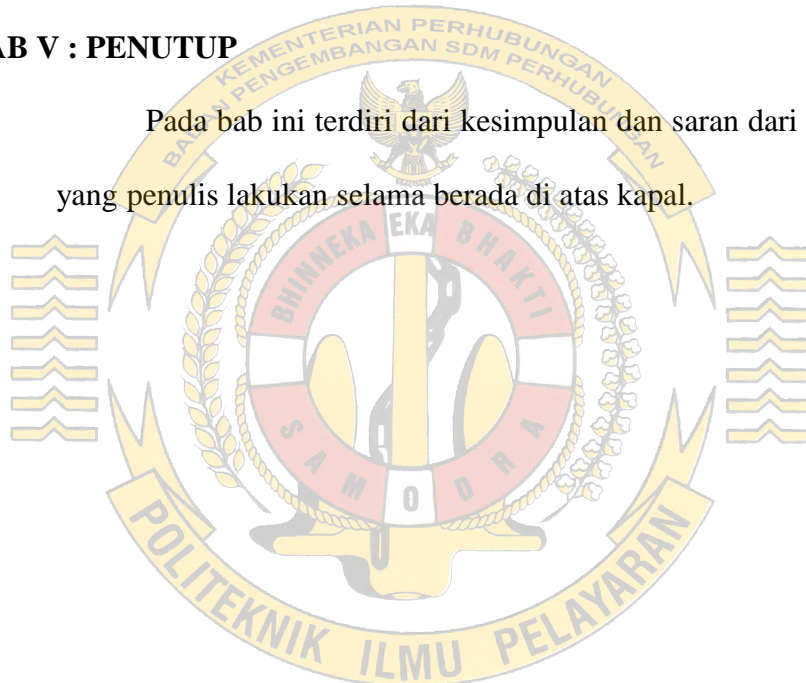 AB V : PENUTUP
Pada bab ini terdiri dari kesimpulan dan saran dari
yang penulis lakukan selama berada di atas kapal.
KEMENTERIAN PERHUBUNGAN
BADAN PENGEMBANGAN SDM PERHUBUNGAN
BHINNEKA EKA BHAKTI
SAMODRA
POLITEKNIK ILMU PELAYARAN